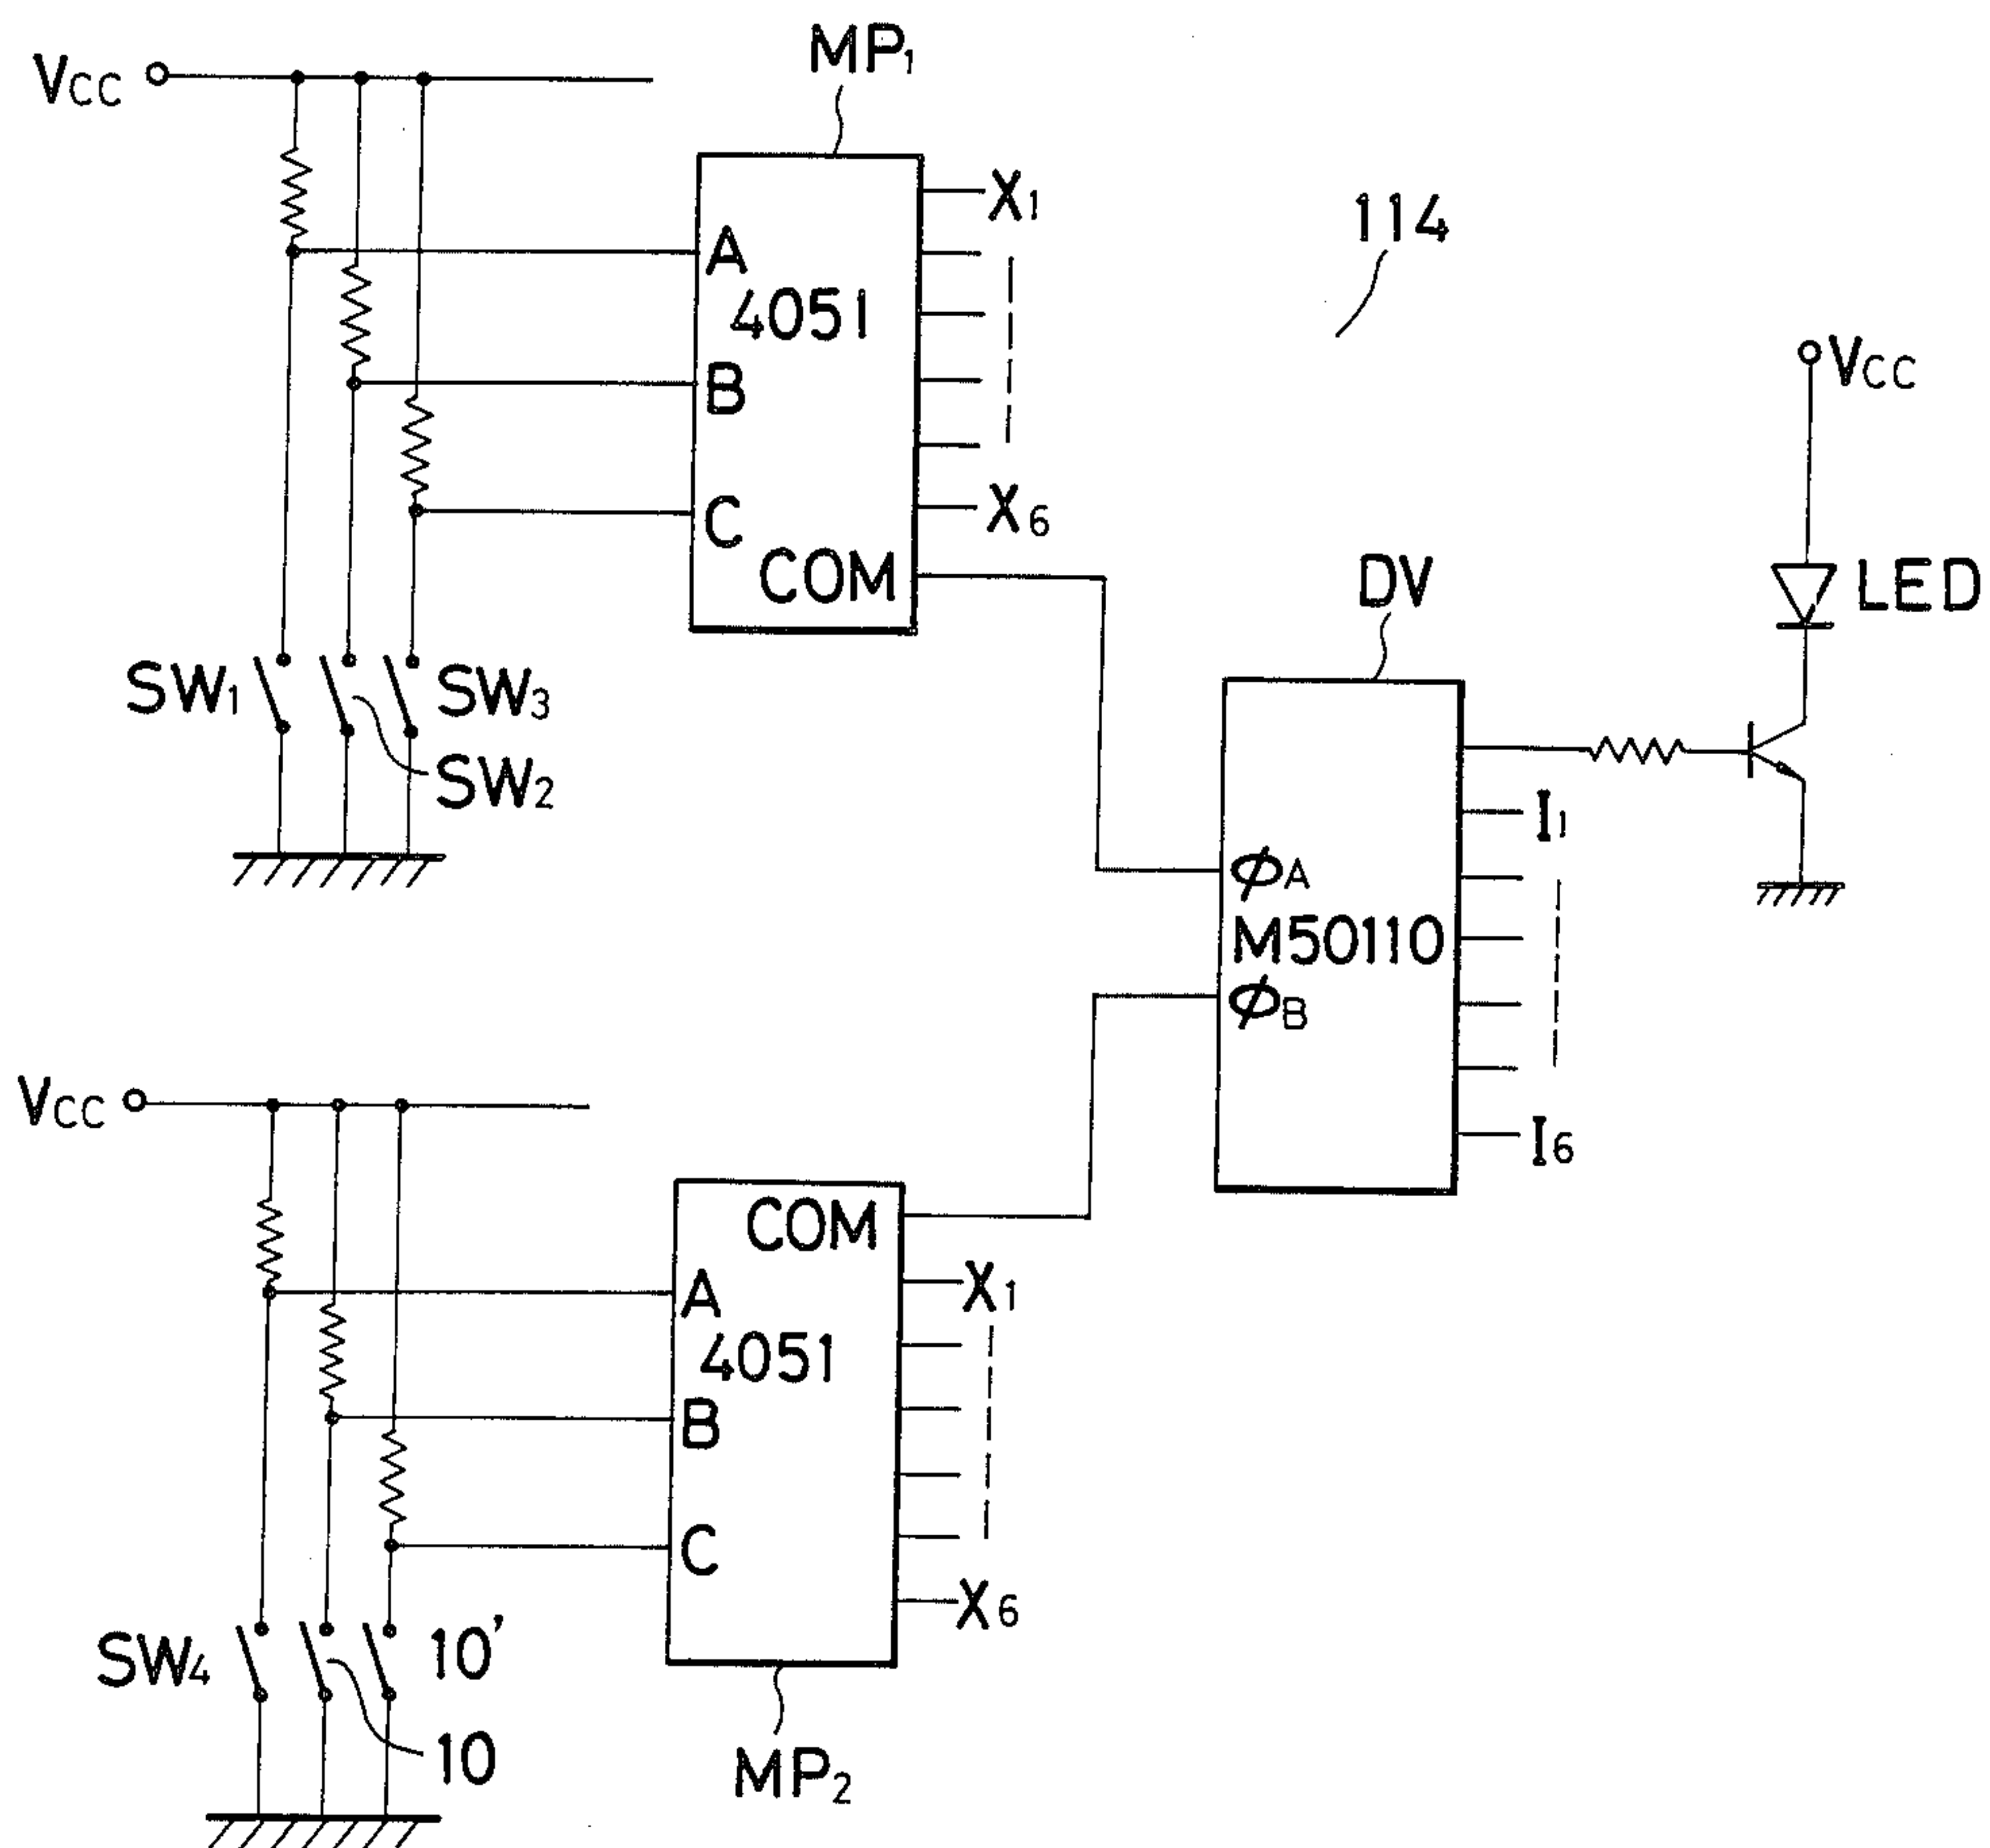 MP1
VCC
X1
A
4051
B
C
X6
COM
114
VCC
LED
DV
SW1
SW3
SW2
I1
ϕA
M50110
ϕB
I6
VCC
COM
X1
A
4051
B
C
X6
SW4
10'
10
MP2